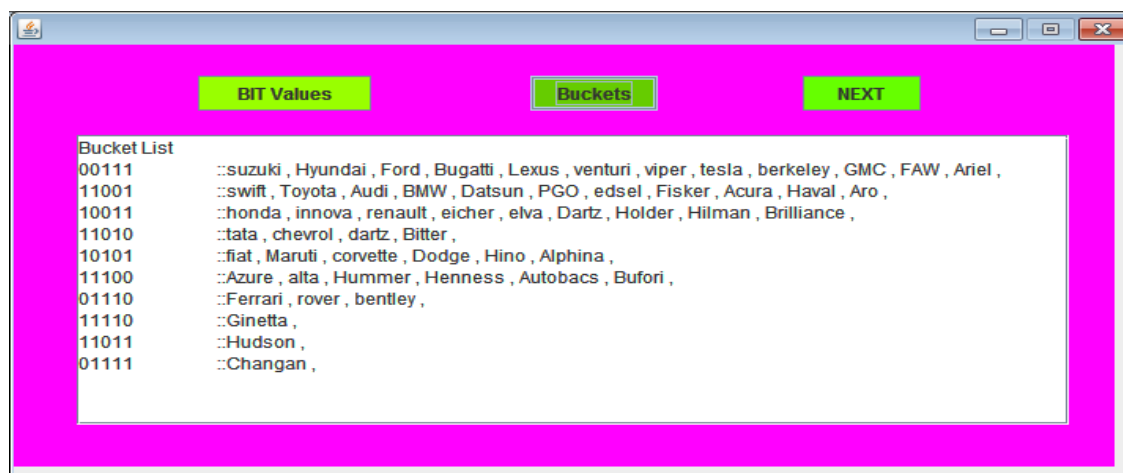 BIT Values Buckets NEXT
Bucket List
00111 ::suzuki , Hyundai , Ford , Bugatti , Lexus , venturi , viper , tesla , berkeley , GMC , FAW , Ariel ,
11001 ::swift , Toyota , Audi , BMW , Datsun , PGO , edsel , Fisker , Acura , Haval , Aro ,
10011 ::honda , innova , renault , eicher , elva , Dartz , Holder , Hilman , Brilliance ,
11010 ::tata , chevrol , dartz , Bitter ,
10101 ::fiat , Maruti , corvette , Dodge , Hino , Alphina ,
11100 ::Azure , alta , Hummer , Henness , Autobacs , Bufori ,
01110 ::Ferrari , rover , bentley ,
11110 ::Ginetta ,
11011 ::Hudson ,
01111 ::Changan ,